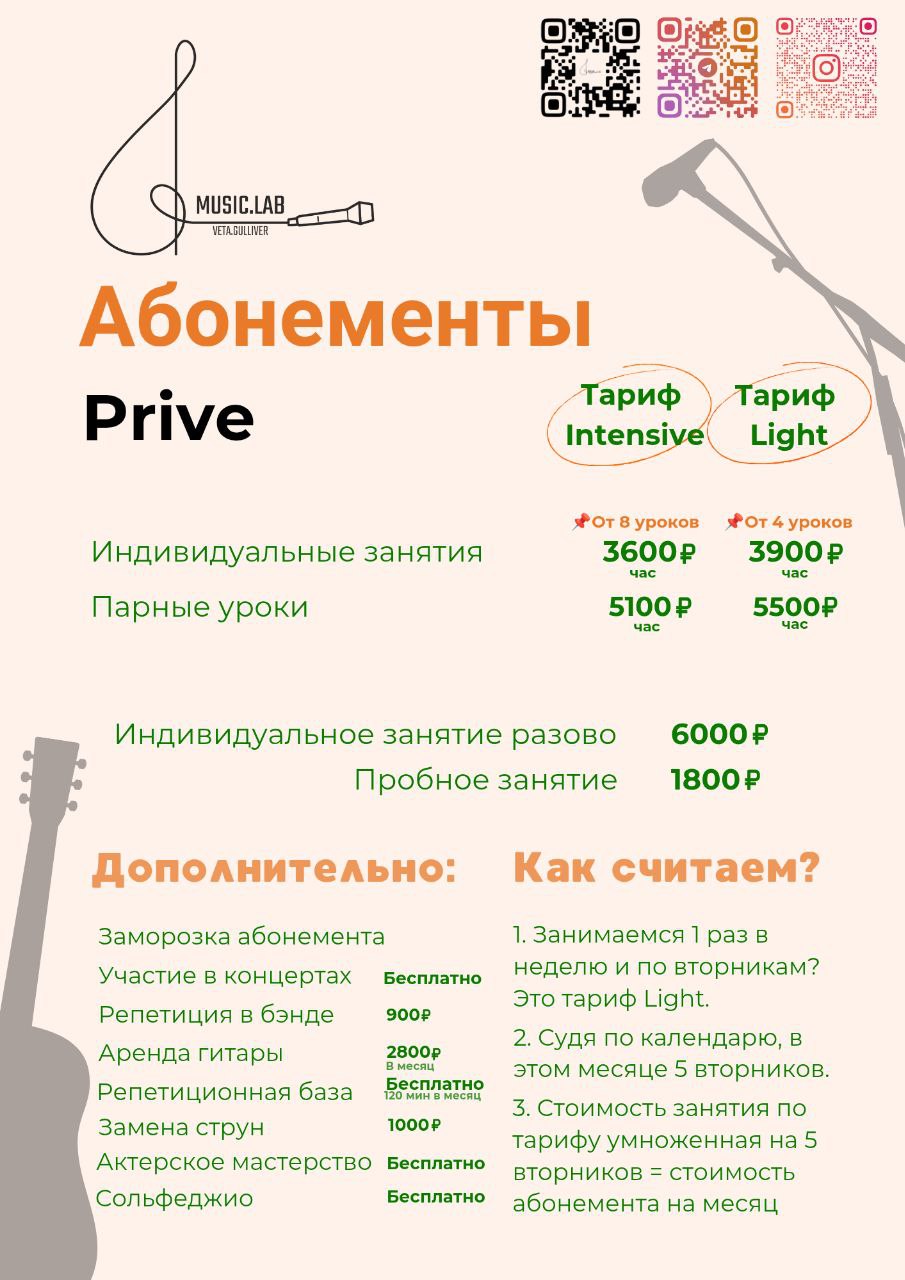 MUSIC.LAB
VETA.GULLIVER
Абонементы
Prive
Тариф
Intensive
Тариф
Light
📌От 8 уроков
📌От 4 уроков
Индивидуальные занятия
3600₽
час
3900₽
час
Парные уроки
5100₽
час
5500₽
час
Индивидуальное занятие разово 6000₽
Пробное занятие 1800₽
Дополнительно:
Заморозка абонемента
Участие в концертах Бесплатно
Репетиция в бэнде 900₽
Аренда гитары 2800₽
В месяц
Репетиционная база Бесплатно
120 мин в месяц
Замена струн 1000₽
Актерское мастерство Бесплатно
Сольфеджио Бесплатно
Как считаем?
1. Занимаемся 1 раз в
неделю и по вторникам?
Это тариф Light.
2. Судя по календарю, в
этом месяце 5 вторников.
3. Стоимость занятия по
тарифу умноженная на 5
вторников = стоимость
абонемента на месяц